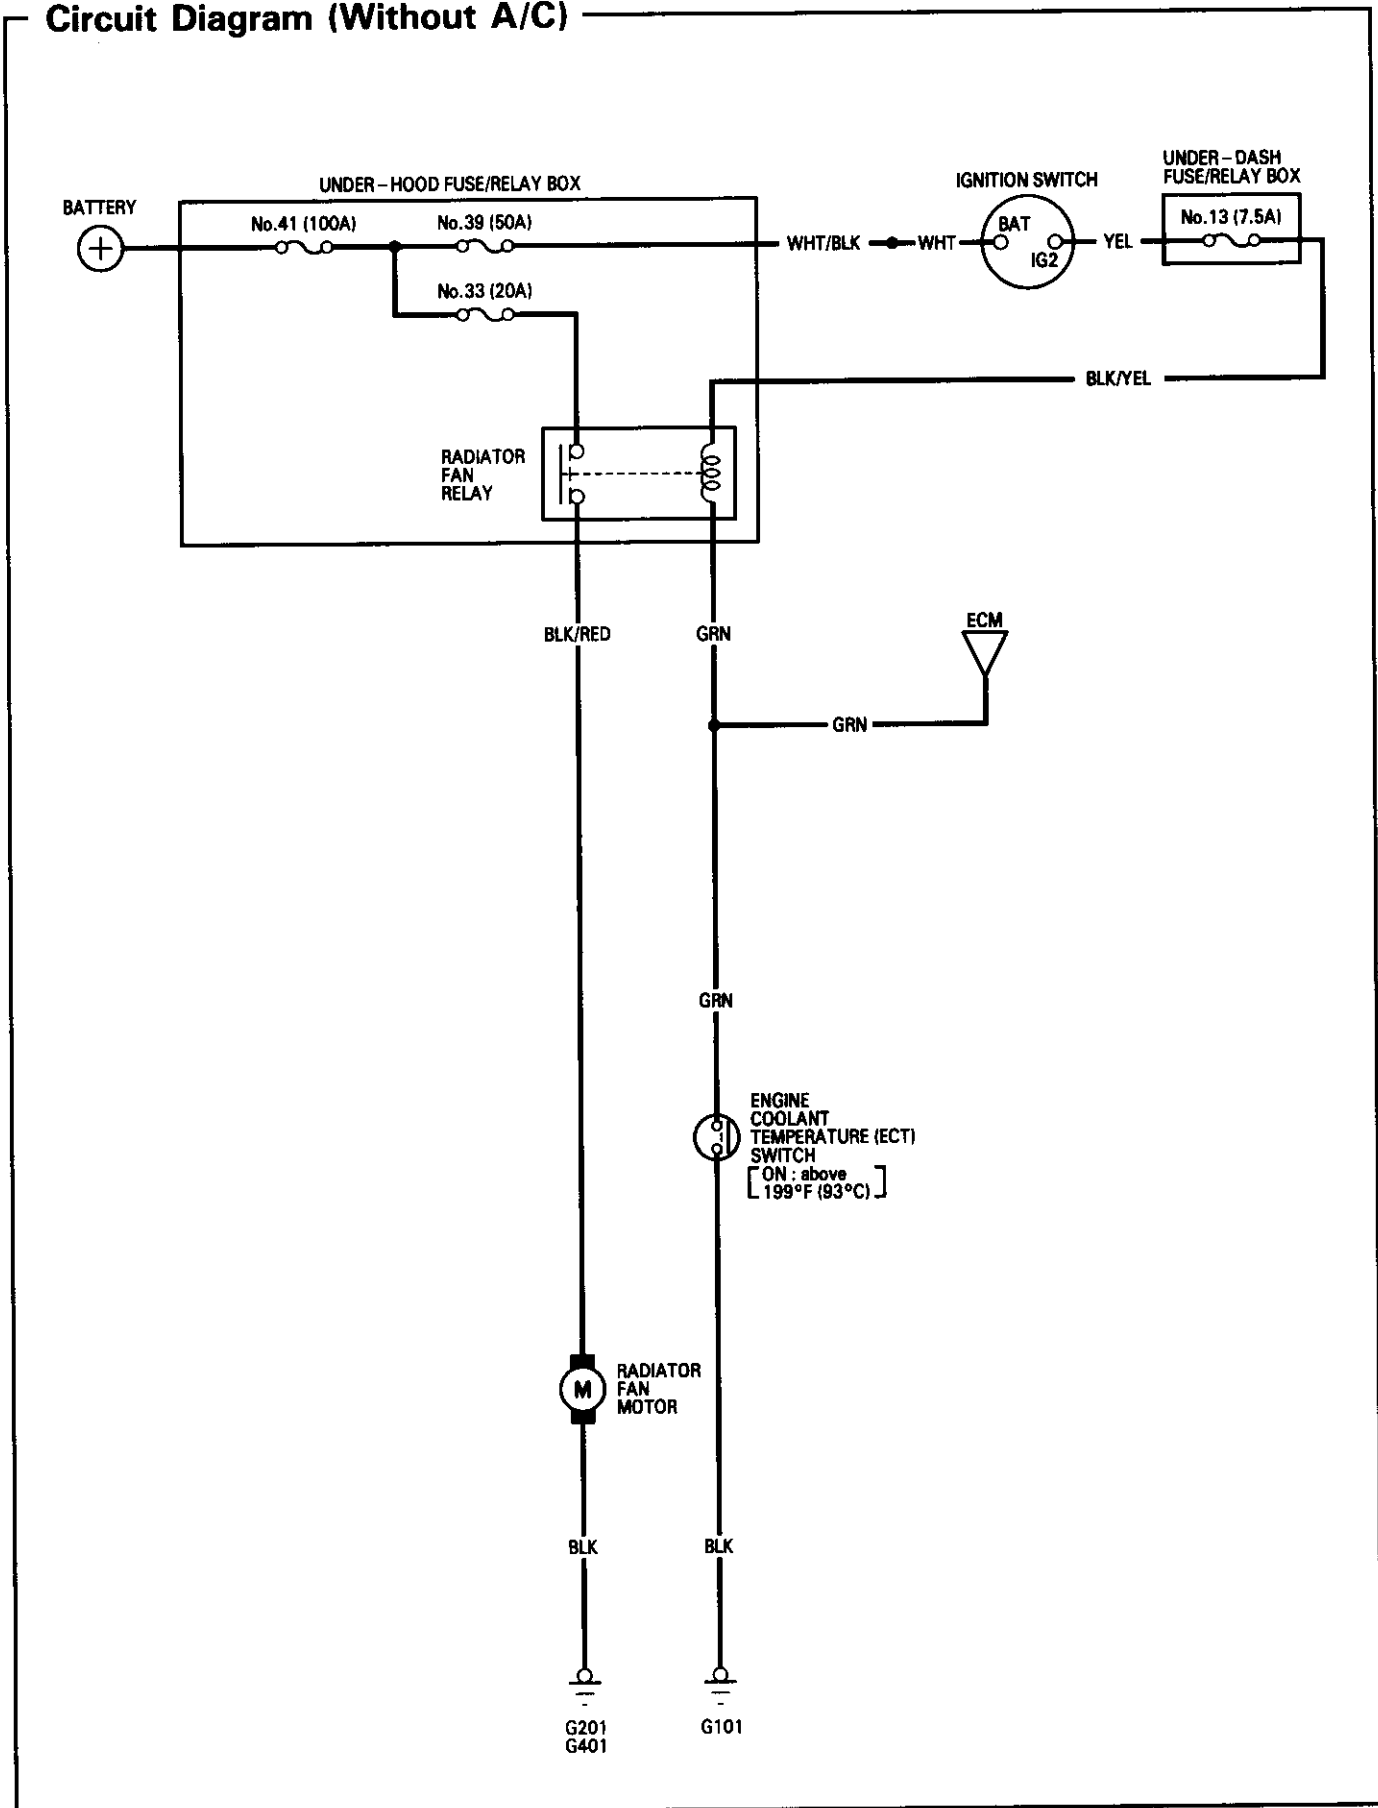 Circuit Diagram (Without A/C)
UNDER-DASH
FUSE/RELAY BOX
IGNITION SWITCH
UNDER-HOOD FUSE/RELAY BOX
BATTERY
+
No.41 (100A)
No.39 (50A)
No.13 (7.5A)
BAT
WHT/BLK
WHT
YEL
IG2
No.33 (20A)
BLK/YEL
RADIATOR
FAN
RELAY
BLK/RED
GRN
ECM
GRN
GRN
ENGINE
COOLANT
TEMPERATURE (ECT)
SWITCH
ON : above
199°F (93°C)
RADIATOR
FAN
MOTOR
M
BLK
BLK
G201
G401
G101